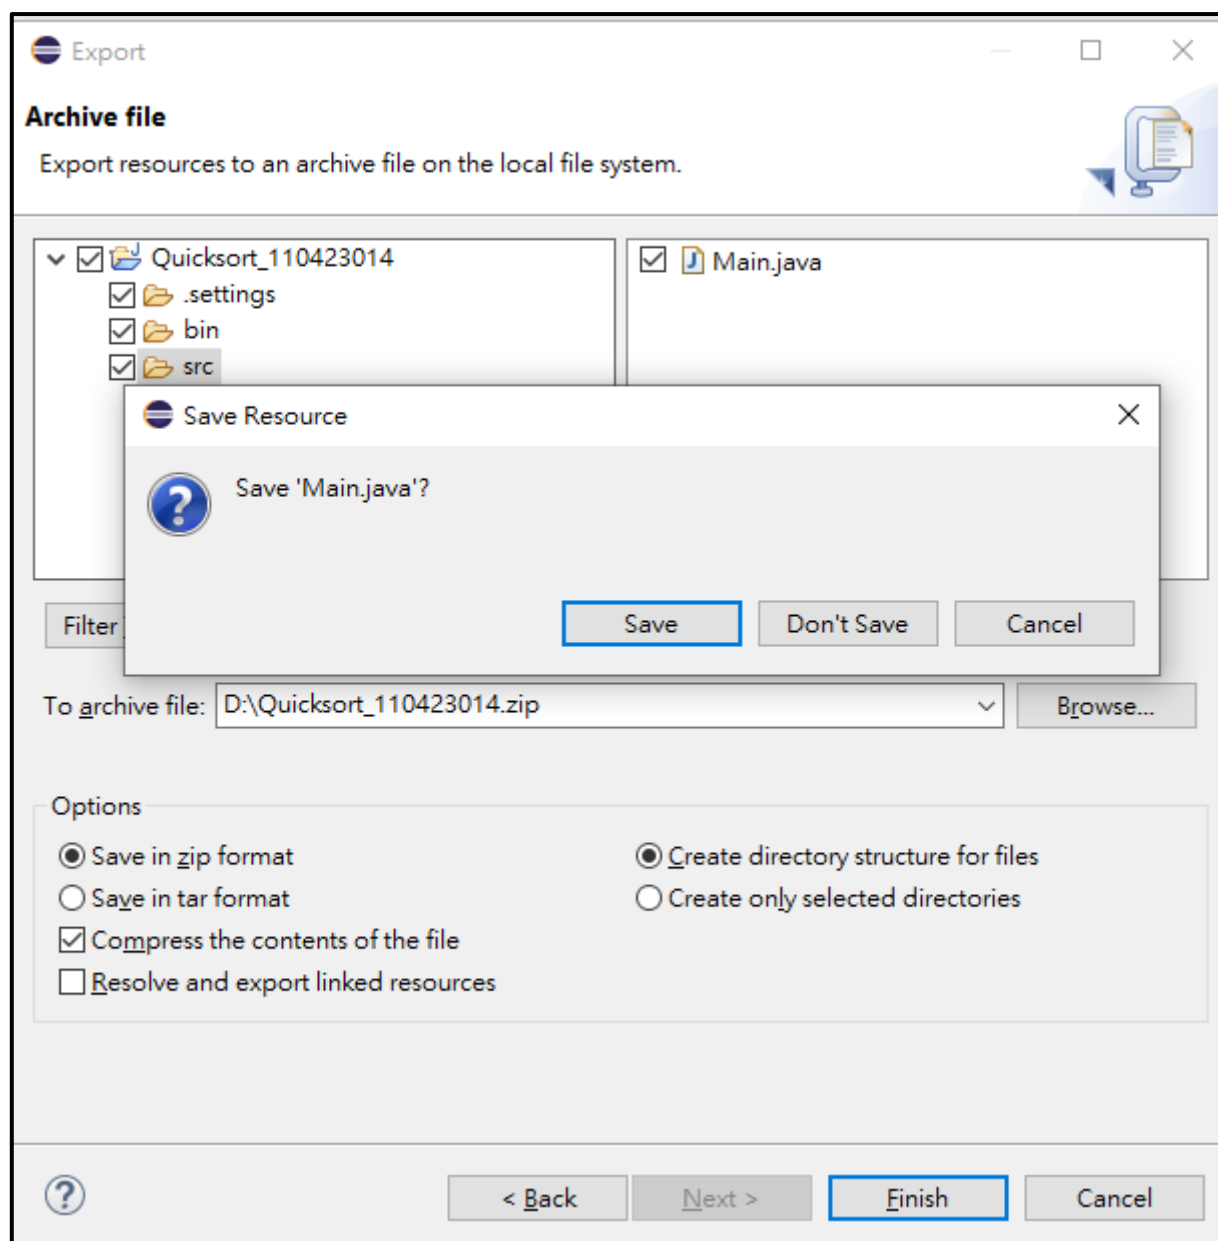 Export
Archive file
Export resources to an archive file on the local file system.
Quicksort_110423014
.settings
bin
src
Main.java
Save Resource
Save 'Main.java'?
Save
Don't Save
Cancel
Filter
To archive file:
D:\Quicksort_110423014.zip
Browse...
Options
Save in zip format
Save in tar format
Compress the contents of the file
Resolve and export linked resources
Create directory structure for files
Create only selected directories
< Back
Next >
Finish
Cancel